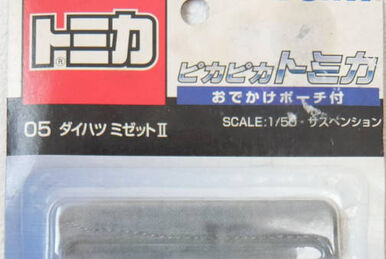 トミカ
®
ピカピカトミカ
おでかけポーチ付
05 ダイハツ ミゼットⅡ
SCALE:1/50・サスペンション